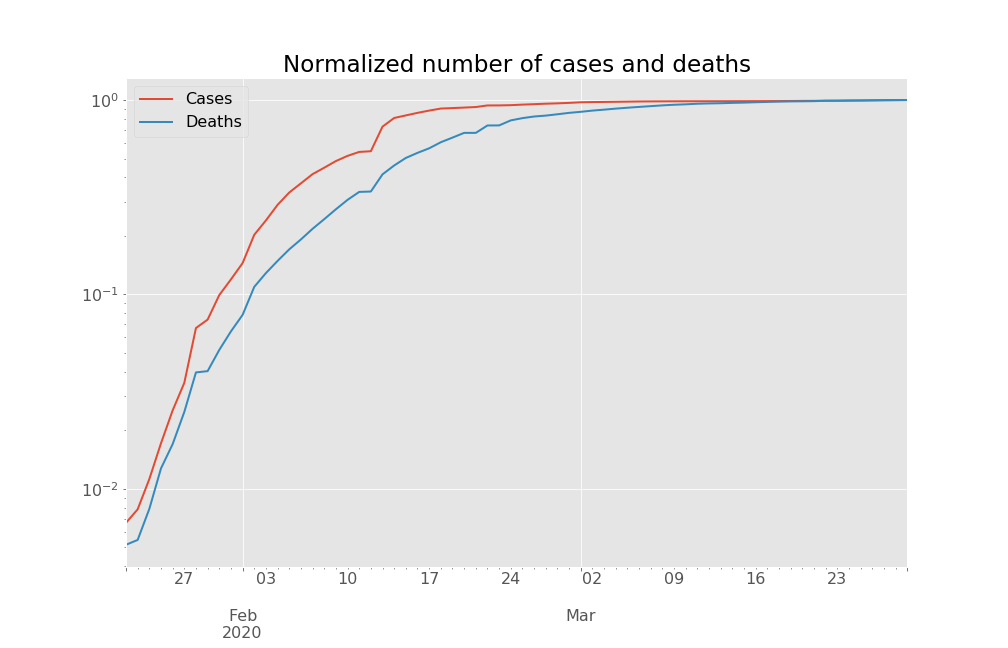 Normalized number of cases and deaths
Cases
Deaths
10⁰
10⁻¹
10⁻²
27 03 10 17 24 02 09 16 23
Feb Mar
2020